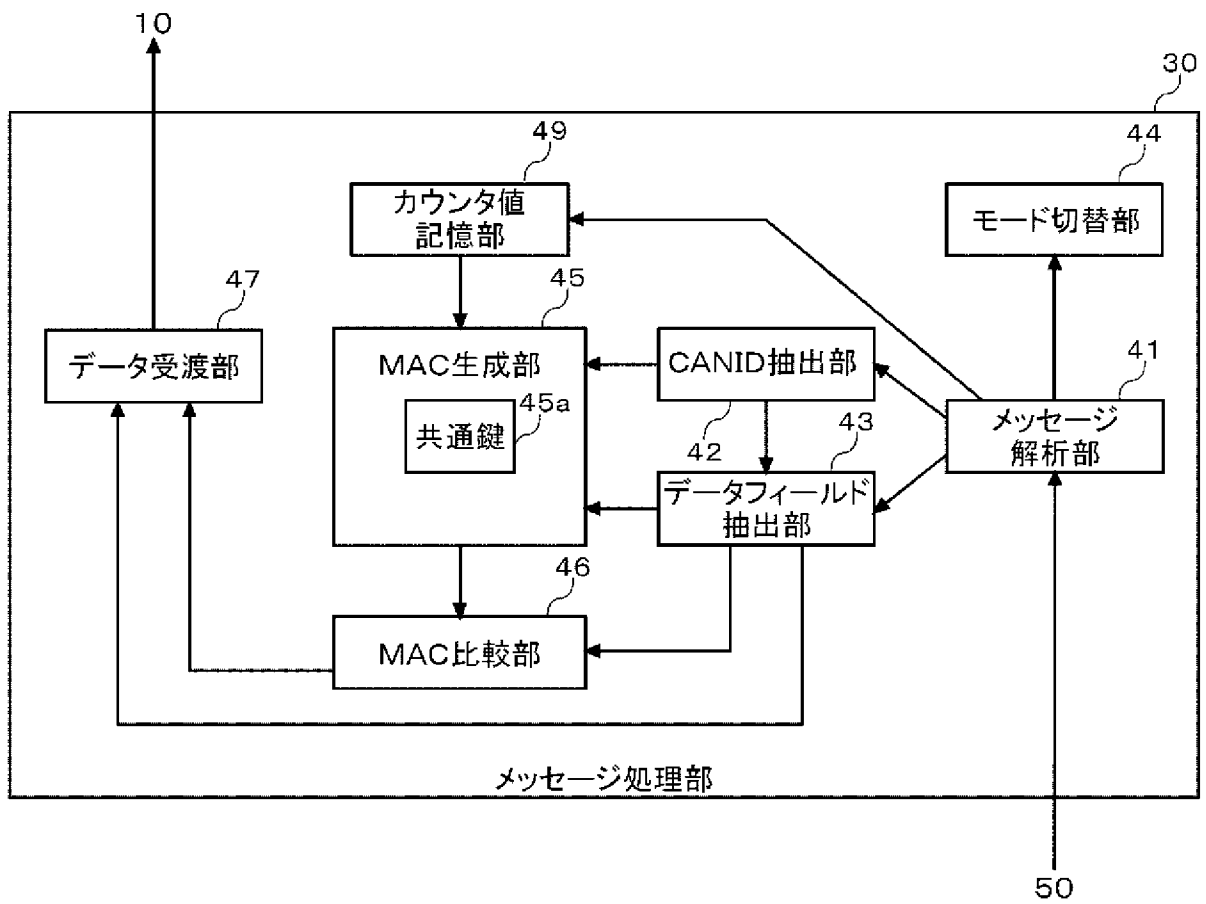 10
30
49
44
カウンタ値
記憶部
モード切替部
47
45
データ受渡部
MAC生成部
CANID抽出部
41
45a
共通鍵
42
43
メッセージ
解析部
データフィールド
抽出部
46
MAC比較部
メッセージ処理部
50